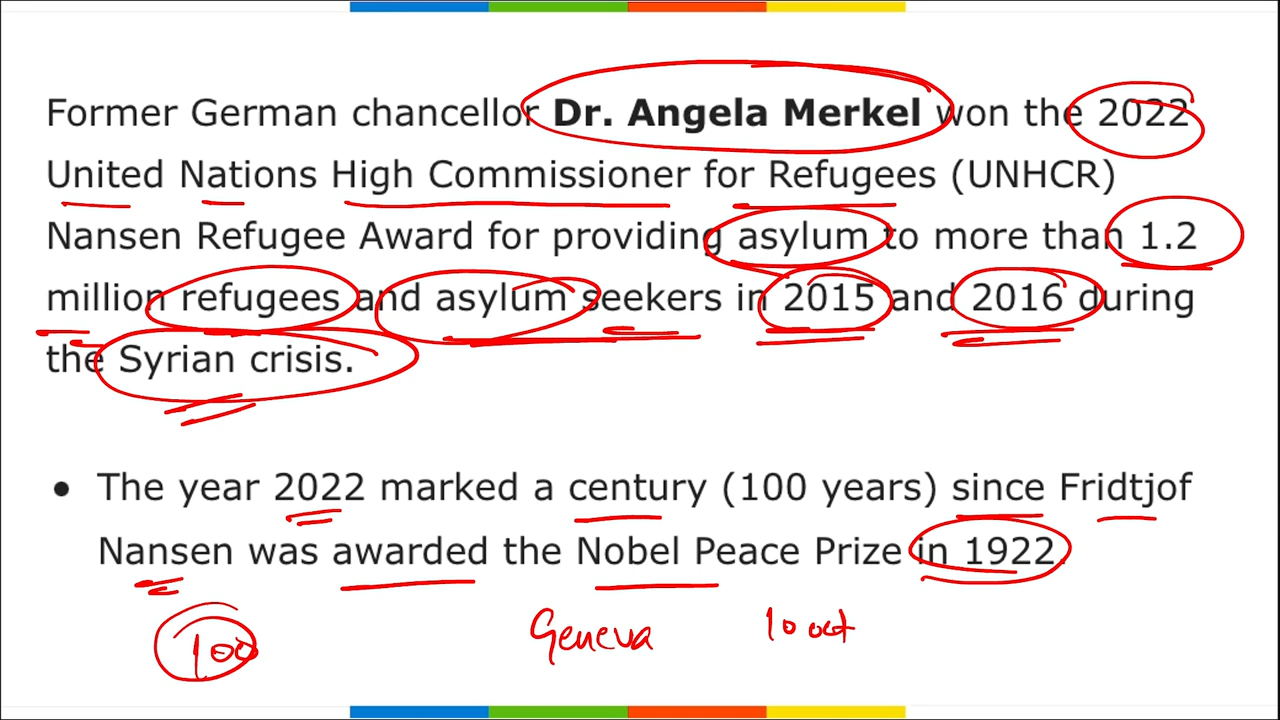 Former German chancellor Dr. Angela Merkel won the 2022
United Nations High Commissioner for Refugees (UNHCR)
Nansen Refugee Award for providing asylum to more than 1.2
million refugees and asylum seekers in 2015 and 2016 during
the Syrian crisis.
• The year 2022 marked a century (100 years) since Fridtjof
Nansen was awarded the Nobel Peace Prize in 1922.
100 Geneva 10 oct